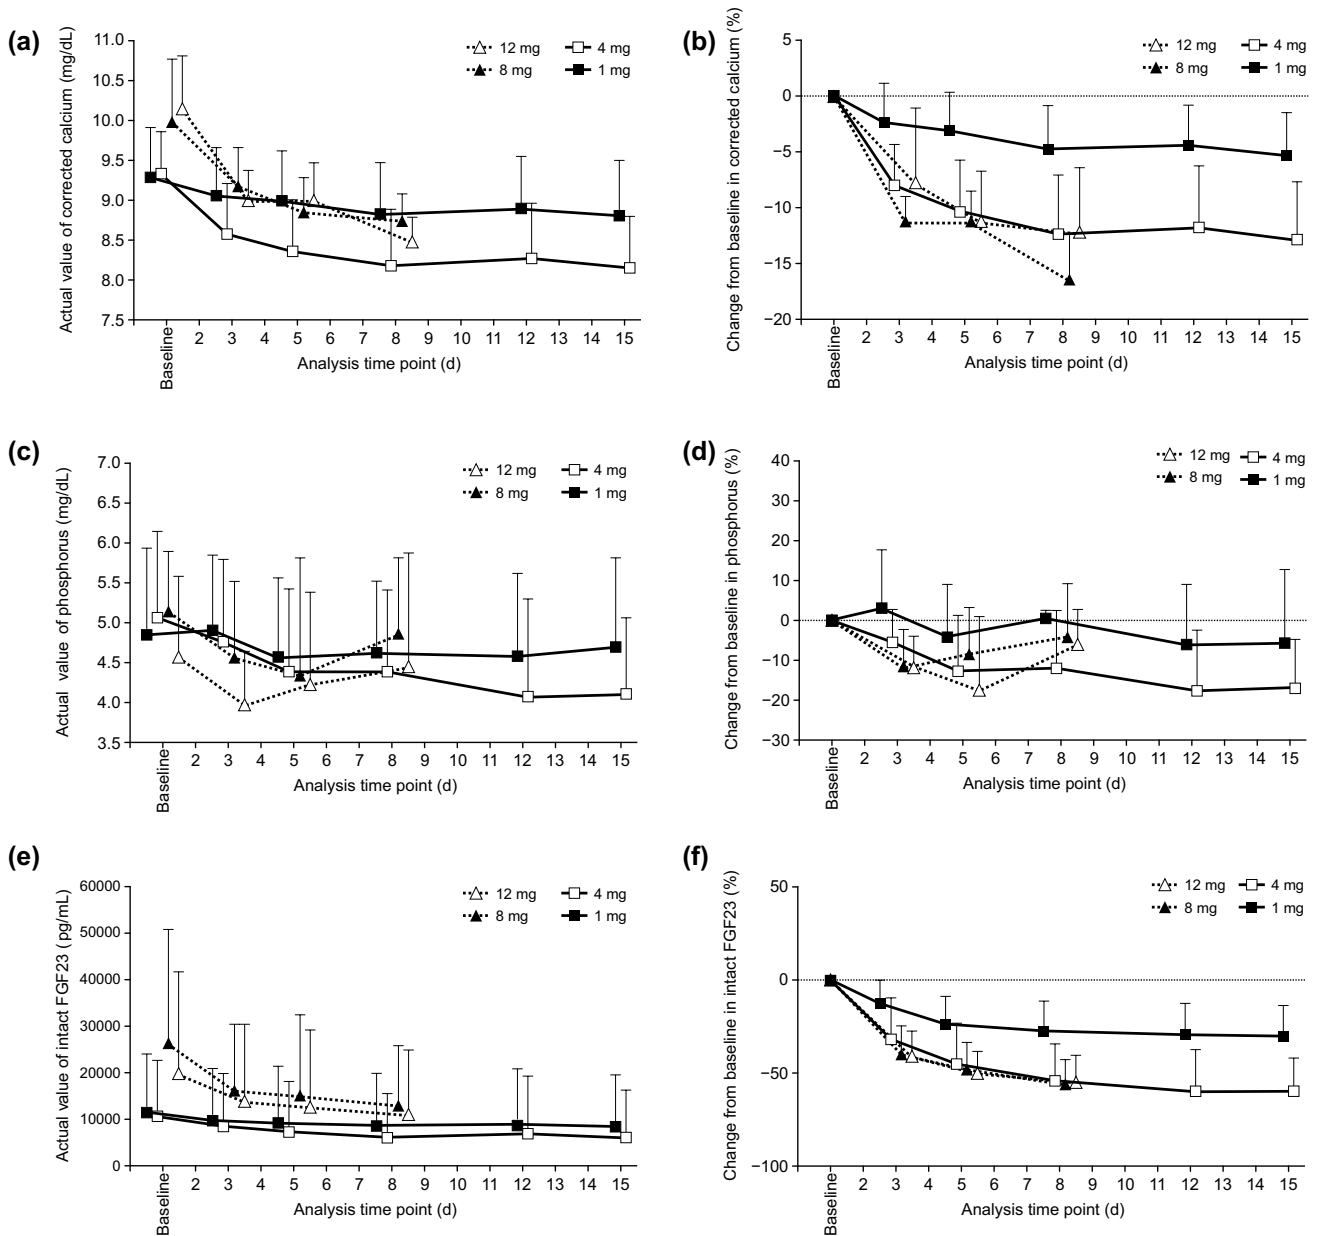 (a)
Actual value of corrected calcium (mg/dL)
11.0
10.5
10.0
9.5
9.0
8.5
8.0
7.5
12 mg
4 mg
8 mg
1 mg
Baseline 2 3 4 5 6 7 8 9 10 11 12 13 14 15
Analysis time point (d)
(b)
Change from baseline in corrected calcium (%)
5
0
−5
−10
−15
−20
12 mg
4 mg
8 mg
1 mg
Baseline 2 3 4 5 6 7 8 9 10 11 12 13 14 15
Analysis time point (d)
(c)
Actual value of phosphorus (mg/dL)
7.0
6.5
6.0
5.5
5.0
4.5
4.0
3.5
12 mg
4 mg
8 mg
1 mg
Baseline 2 3 4 5 6 7 8 9 10 11 12 13 14 15
Analysis time point (d)
(d)
Change from baseline in phosphorus (%)
40
30
20
10
0
−10
−20
−30
12 mg
4 mg
8 mg
1 mg
Baseline 2 3 4 5 6 7 8 9 10 11 12 13 14 15
Analysis time point (d)
(e)
Actual value of intact FGF23 (pg/mL)
60000
50000
40000
30000
20000
10000
0
12 mg
4 mg
8 mg
1 mg
Baseline 2 3 4 5 6 7 8 9 10 11 12 13 14 15
Analysis time point (d)
(f)
Change from baseline in intact FGF23 (%)
50
0
−50
−100
12 mg
4 mg
8 mg
1 mg
Baseline 2 3 4 5 6 7 8 9 10 11 12 13 14 15
Analysis time point (d)